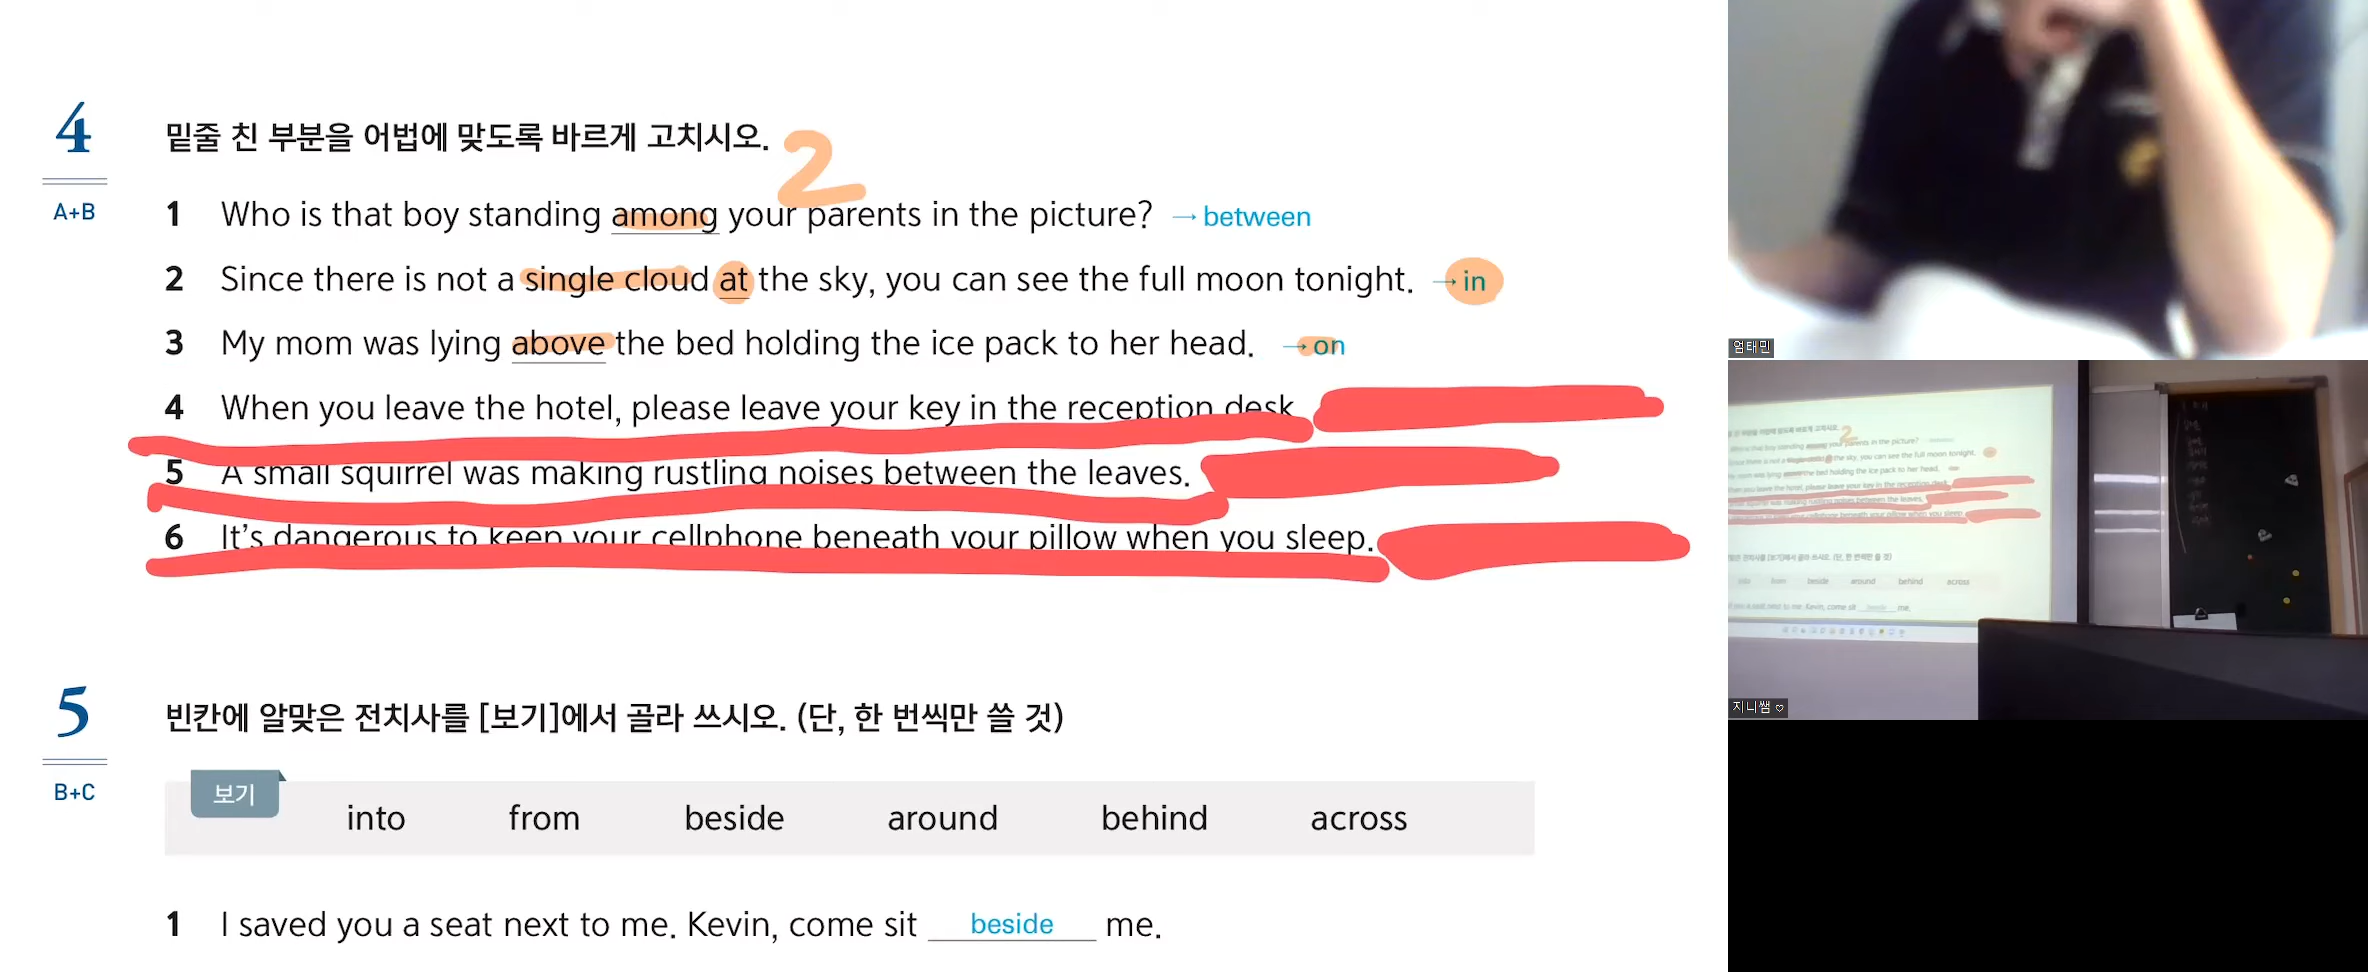 4
A+B
밑줄 친 부분을 어법에 맞도록 바르게 고치시오.
2
1 Who is that boy standing among your parents in the picture? → between
2 Since there is not a single cloud at the sky, you can see the full moon tonight. → in
3 My mom was lying above the bed holding the ice pack to her head. → on
4 When you leave the hotel, please leave your key in the reception desk
5 A small squirrel was making rustling noises between the leaves.
6 It's dangerous to keep your cellphone beneath your pillow when you sleep.
5
B+C
빈칸에 알맞은 전치사를 [보기]에서 골라 쓰시오. (단, 한 번씩만 쓸 것)
보기
into from beside around behind across
1 I saved you a seat next to me. Kevin, come sit beside me.
엄태민
지니쌤 ♡